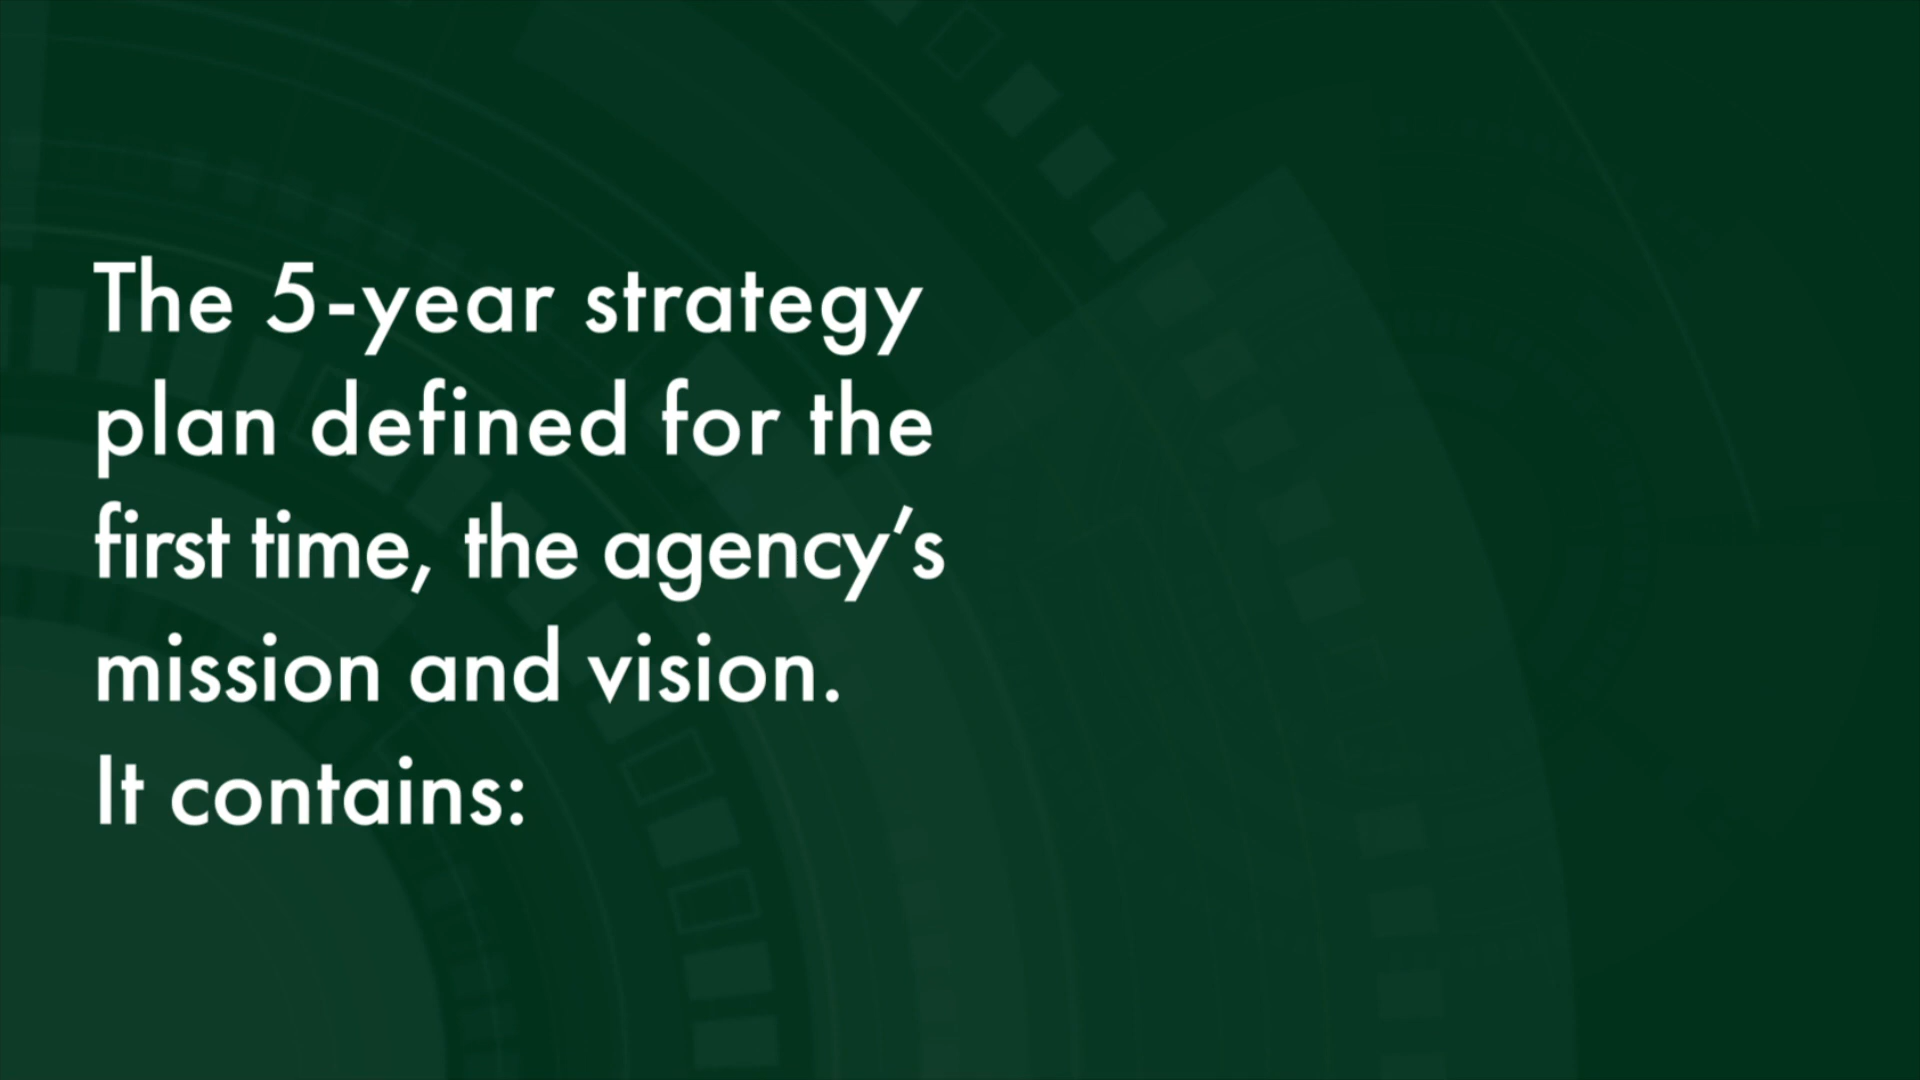 The 5-year strategy
plan defined for the
first time, the agency’s
mission and vision.
It contains: